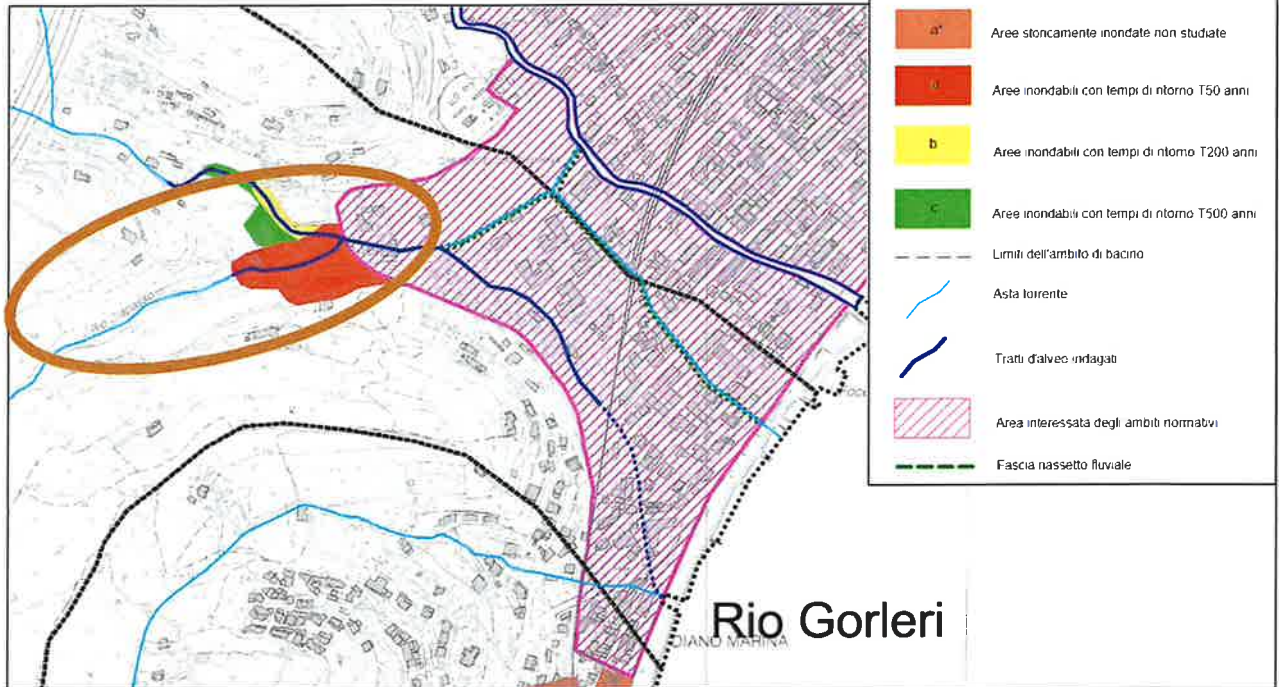 a*
Aree storicamente inondate non studiate
Aree inondabili con tempi di ritorno T50 anni
b
Aree inondabili con tempi di ritorno T200 anni
c
Aree inondabili con tempi di ritorno T500 anni
Limiti dell'ambito di bacino
Asta torrente
Tratti d'alveo indagati
Area interessata degli ambiti normativi
Fascia riassetto fluviale
Rio Gorleri
DIANO MARINA